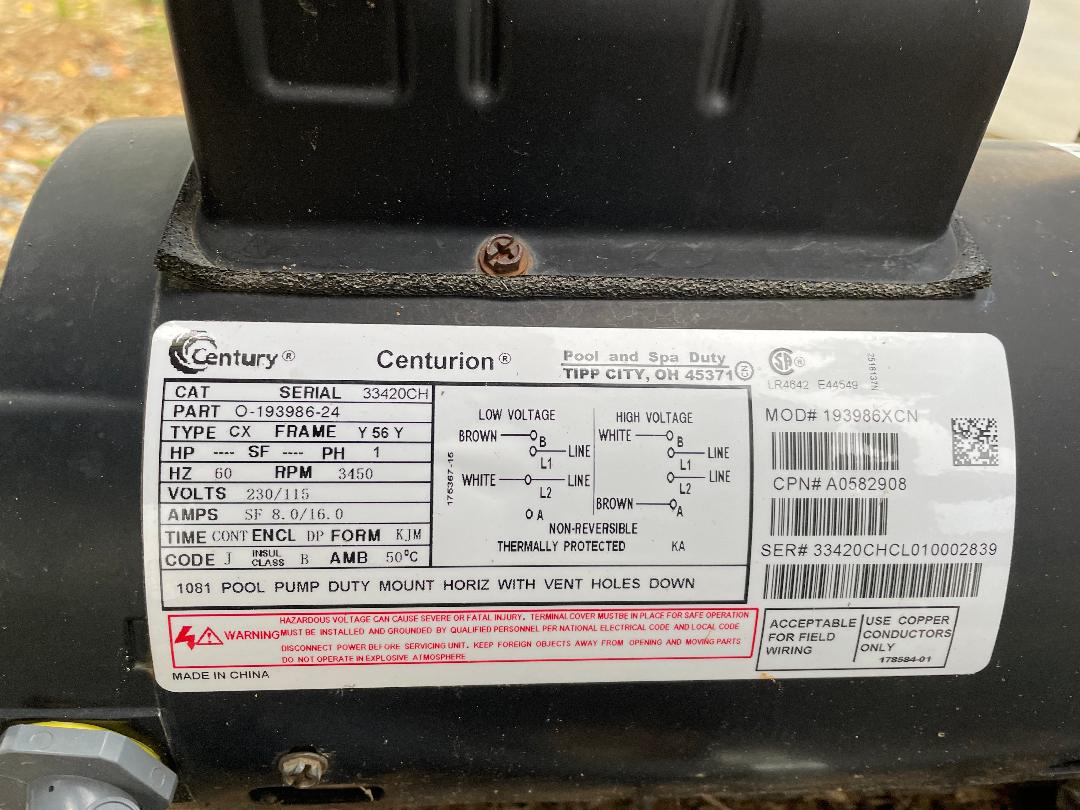 Century®
Centurion®
Pool and Spa Duty
TIPP CITY, OH 45371
LR4642 E44549
2518137N
CAT SERIAL 33420CH
PART O-193986-24
TYPE CX FRAME Y 56 Y
HP ---- SF ---- PH 1
HZ 60 RPM 3450
VOLTS 230/115
AMPS SF 8.0/16.0
TIME CONT ENCL DP FORM KJM
CODE J INSUL CLASS B AMB 50°C
176367-15
LOW VOLTAGE
BROWN B
L1 LINE
WHITE LINE
L2
A
HIGH VOLTAGE
WHITE B
L1 LINE
L2 LINE
BROWN A
NON-REVERSIBLE
THERMALLY PROTECTED KA
1081 POOL PUMP DUTY MOUNT HORIZ WITH VENT HOLES DOWN
MOD# 193986XCN
CPN# A0582908
SER# 33420CHCL010002839
WARNING
HAZARDOUS VOLTAGE CAN CAUSE SEVERE OR FATAL INJURY. TERMINAL COVER MUSTBE IN PLACE FOR SAFE OPERATION
MUST BE INSTALLED AND GROUNDED BY QUALIFIED PERSONNEL PER NATIONAL ELECTRICAL CODE AND LOCAL CODE
DISCONNECT POWER BEFORE SERVICING UNIT. KEEP FOREIGN OBJECTS AWAY FROM OPENING AND MOVING PARTS
DO NOT OPERATE IN EXPLOSIVE ATMOSPHERE
ACCEPTABLE
FOR FIELD
WIRING
USE COPPER
CONDUCTORS
ONLY
178584-01
MADE IN CHINA